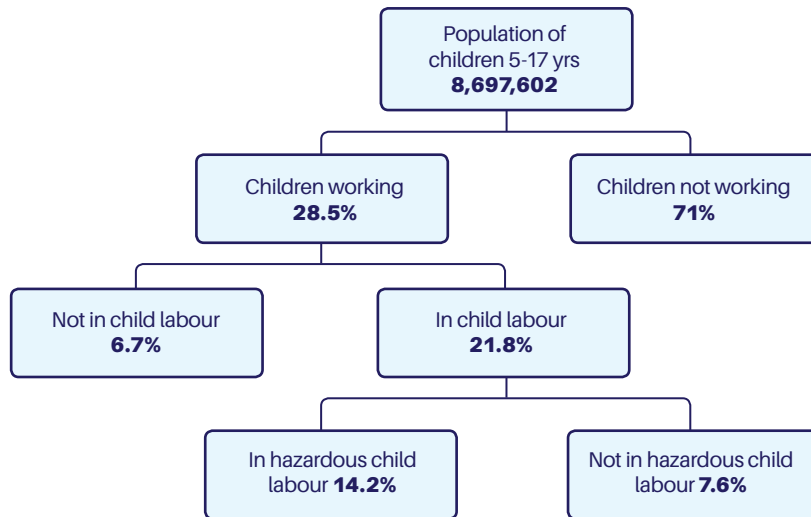 Population of
children 5-17 yrs
8,697,602
Children working
28.5%
Children not working
71%
Not in child labour
6.7%
In child labour
21.8%
In hazardous child
labour 14.2%
Not in hazardous child
labour 7.6%